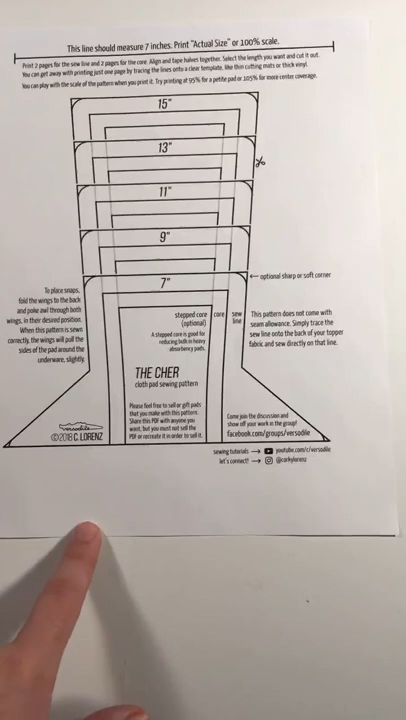 This line should measure 7 inches. Print "Actual Size" or 100% scale.
Print 2 pages for the sew line and 2 pages for the core. Align and tape halves together. Select the length you want and cut it out.
You can get away with printing just one page by tracing the lines onto a clear template, like thin cutting mats or thick vinyl.
You can play with the scale of the pattern when you print it. Try printing at 95% for a petite pad or 105% for more center coverage.
15"
13"
11"
9"
7"
optional sharp or soft corner
To place snaps,
fold the wings to the back
and poke awl through both
wings, in their desired position.
When this pattern is sewn
correctly, the wings will pull the
sides of the pad around the
underware, slightly.
stepped core
(optional)
A stepped core is good for
reducing bulk in heavy
absorbency pads.
core
sew
line
This pattern does not come with
seam allowance. Simply trace the
sew line onto the back of your topper
fabric and sew directly on that line.
THE CHER
cloth pad sewing pattern
Please feel free to sell or gift pads
that you make with this pattern.
Share this PDF with anyone you
want, but you must not sell the
PDF or recreate it in order to sell it.
versodile
©2018 C. LORENZ
Come join the discussion and
show off your work in the group!
facebook.com/groups/versodile
sewing tutorials → youtube.com/c/versodile
let's connect! → @corkylorenz